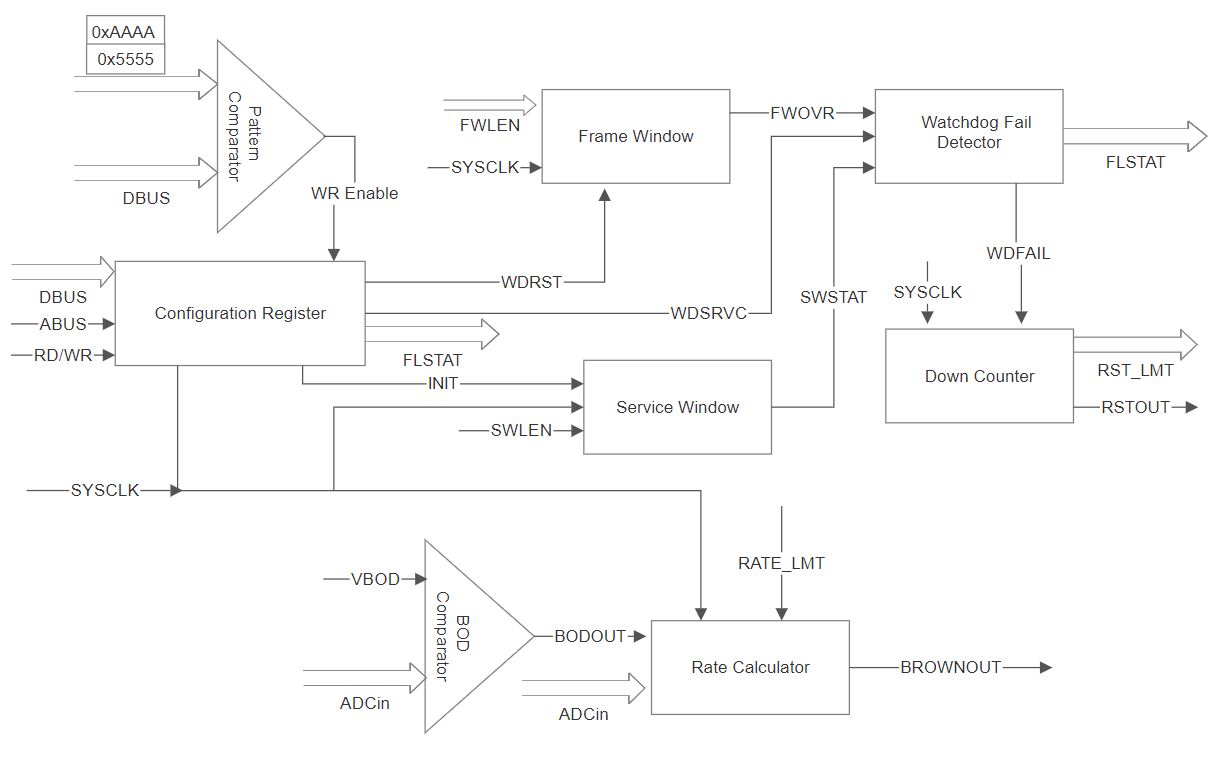 0xAAAA
0x5555
Pattern
Comparator
DBUS
WR Enable
FWLEN
SYSCLK
Frame Window
FWOVR
Watchdog Fail
Detector
FLSTAT
DBUS
ABUS
RD/WR
Configuration Register
WDRST
WDSRVC
FLSTAT
INIT
SWSTAT
WDFAIL
SYSCLK
Down Counter
RST_LMT
RSTOUT
Service Window
SWLEN
SYSCLK
VBOD
BOD
Comparator
ADCin
BODOUT
ADCin
RATE_LMT
Rate Calculator
BROWNOUT